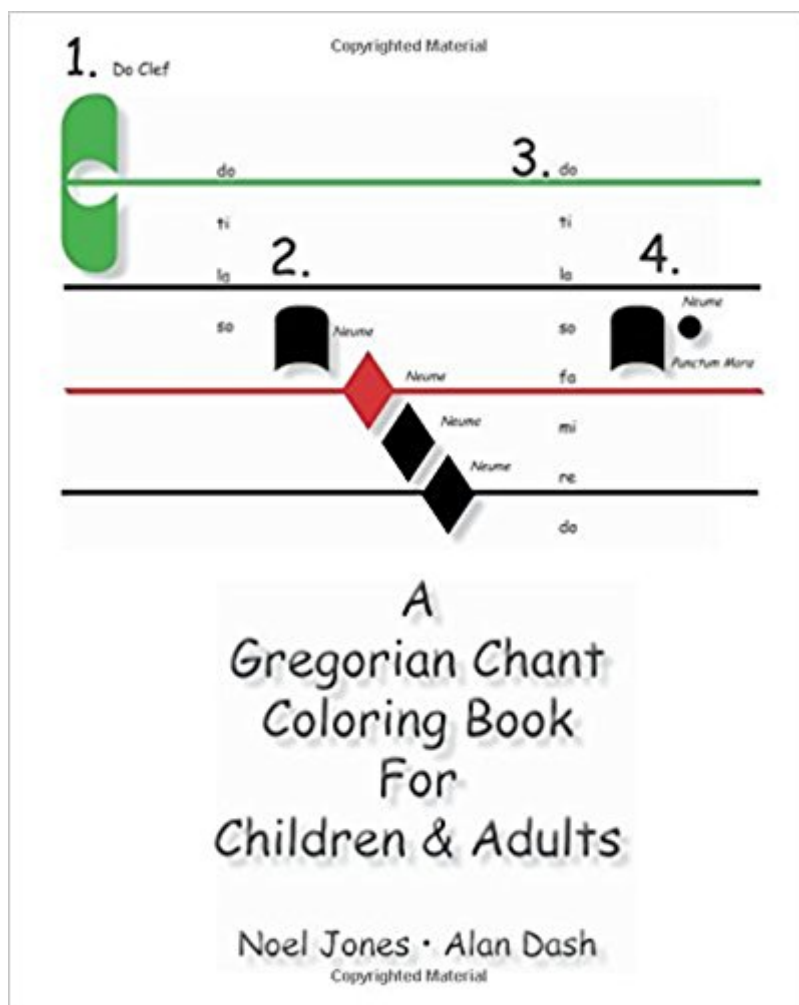 Copyrighted Material
1. Do Clef
do
ti
la
so
2.
Neume
Neume
Neume
Neume
3. do
ti
la
so
fa
mi
re
do
4.
Neume
Punctum Mora
A
Gregorian Chant
Coloring Book
For
Children & Adults
Noel Jones • Alan Dash
Copyrighted Material